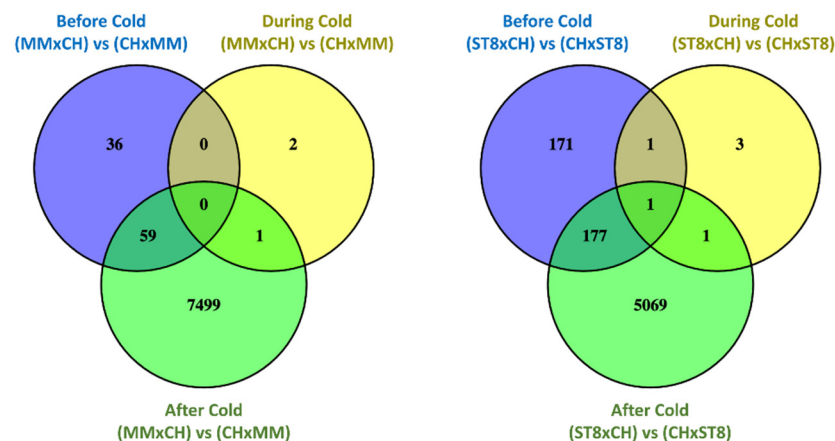 Before Cold
(MMxCH) vs (CHxMM)
During Cold
(MMxCH) vs (CHxMM)
36
0
2
0
59
1
7499
After Cold
(MMxCH) vs (CHxMM)
Before Cold
(ST8xCH) vs (CHxST8)
During Cold
(ST8xCH) vs (CHxST8)
171
1
3
1
177
1
5069
After Cold
(ST8xCH) vs (CHxST8)